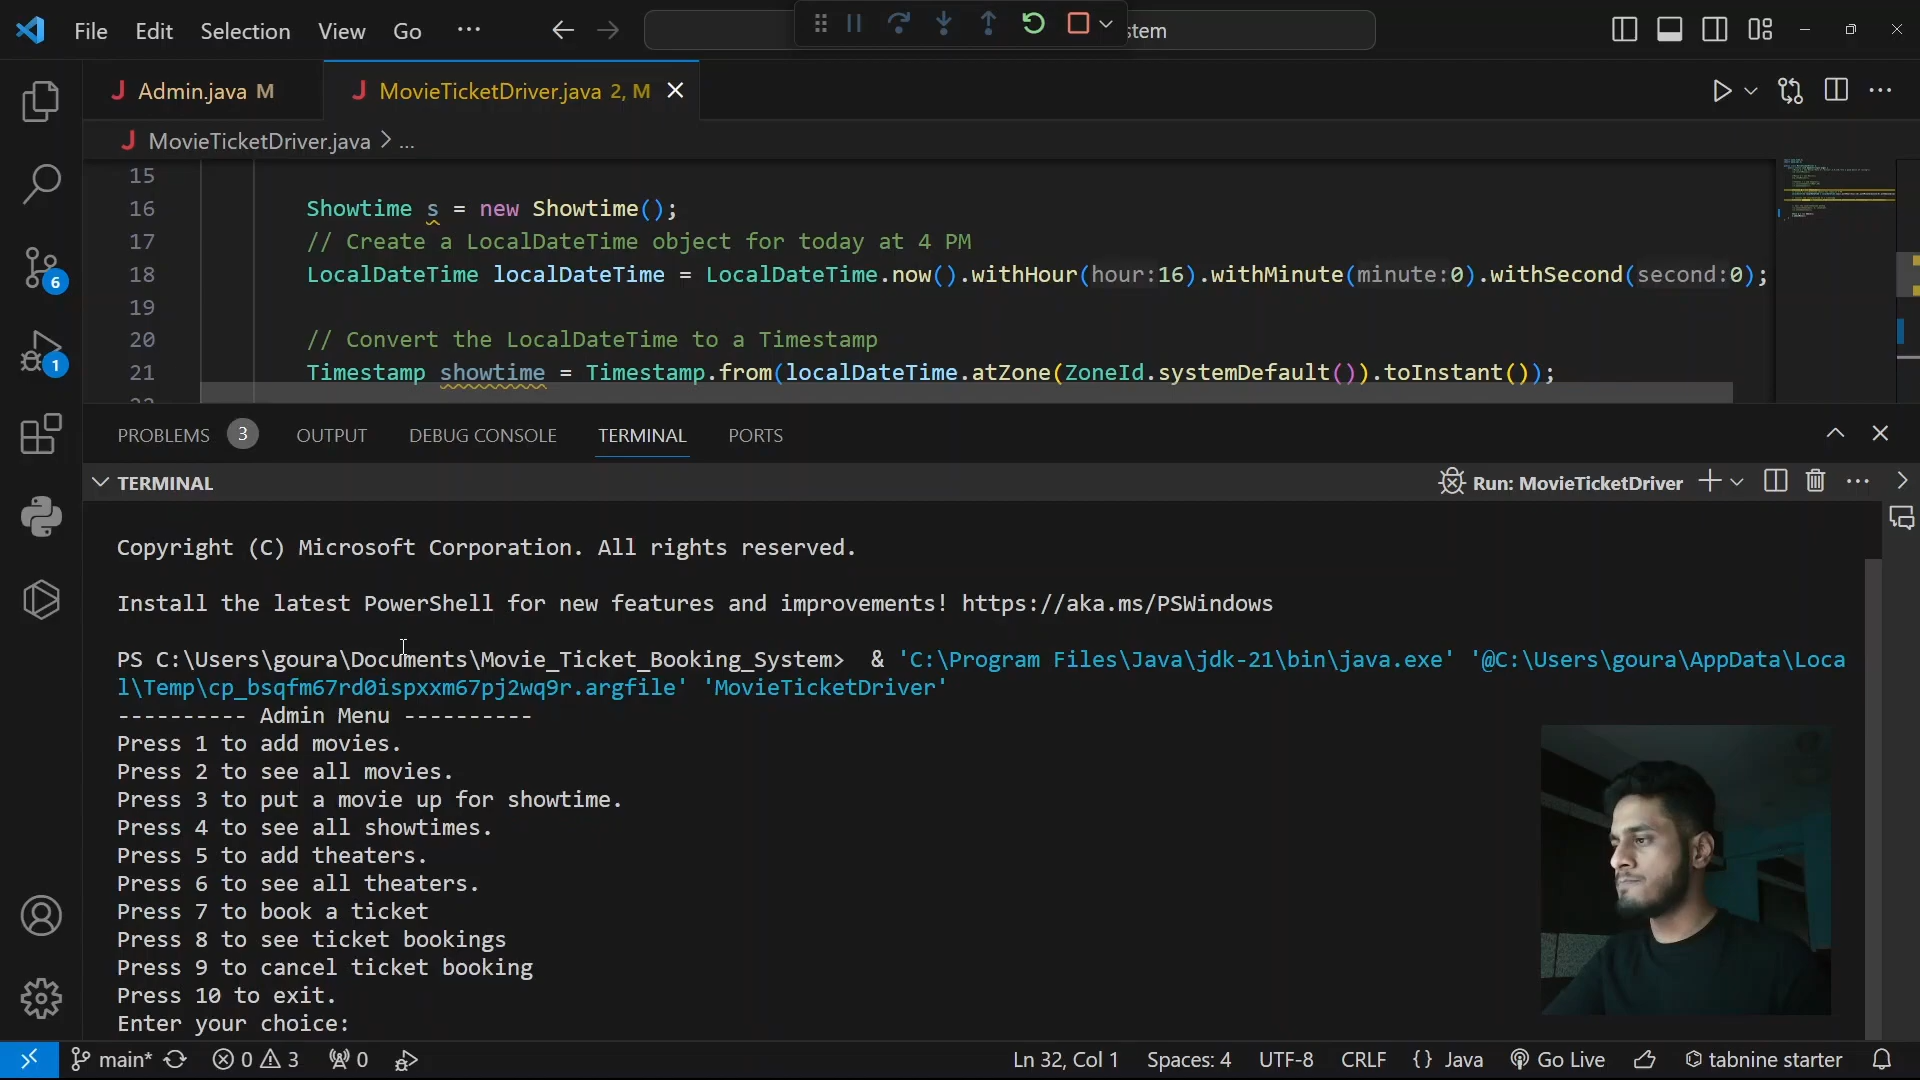 File Edit Selection View Go ··· stem
J Admin.java M J MovieTicketDriver.java 2, M
J MovieTicketDriver.java > ...
15
16 Showtime s = new Showtime();
17 // Create a LocalDateTime object for today at 4 PM
18 LocalDateTime localDateTime = LocalDateTime.now().withHour(hour:16).withMinute(minute:0).withSecond(second:0);
19
20 // Convert the LocalDateTime to a Timestamp
21 Timestamp showtime = Timestamp.from(localDateTime.atZone(ZoneId.systemDefault()).toInstant());
6
1
PROBLEMS 3 OUTPUT DEBUG CONSOLE TERMINAL PORTS
TERMINAL Run: MovieTicketDriver
Copyright (C) Microsoft Corporation. All rights reserved.
Install the latest PowerShell for new features and improvements! https://aka.ms/PSWindows
PS C:\Users\goura\Documents\Movie_Ticket_Booking_System> & 'C:\Program Files\Java\jdk-21\bin\java.exe' '@C:\Users\goura\AppData\Loca
l\Temp\cp_bsqfm67rd0ispxxm67pj2wq9r.argfile' 'MovieTicketDriver'
---------- Admin Menu ----------
Press 1 to add movies.
Press 2 to see all movies.
Press 3 to put a movie up for showtime.
Press 4 to see all showtimes.
Press 5 to add theaters.
Press 6 to see all theaters.
Press 7 to book a ticket
Press 8 to see ticket bookings
Press 9 to cancel ticket booking
Press 10 to exit.
Enter your choice:
main* 0 3 0 Ln 32, Col 1 Spaces: 4 UTF-8 CRLF {} Java Go Live tabnine starter